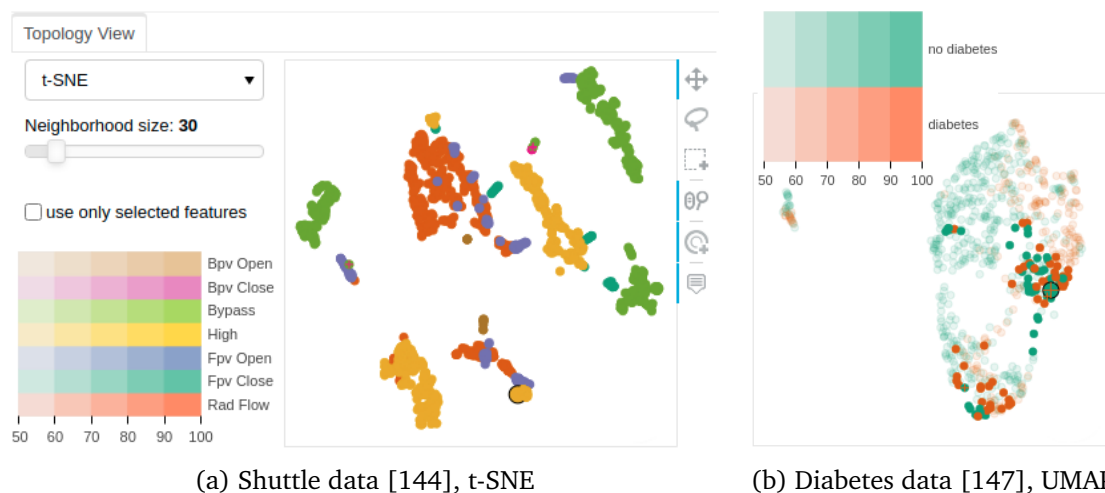 Topology View
t-SNE
Neighborhood size: 30
use only selected features
Bpv Open
Bpv Close
Bypass
High
Fpv Open
Fpv Close
Rad Flow
50 60 70 80 90 100
(a) Shuttle data [144], t-SNE
no diabetes
diabetes
50 60 70 80 90 100
(b) Diabetes data [147], UMAP